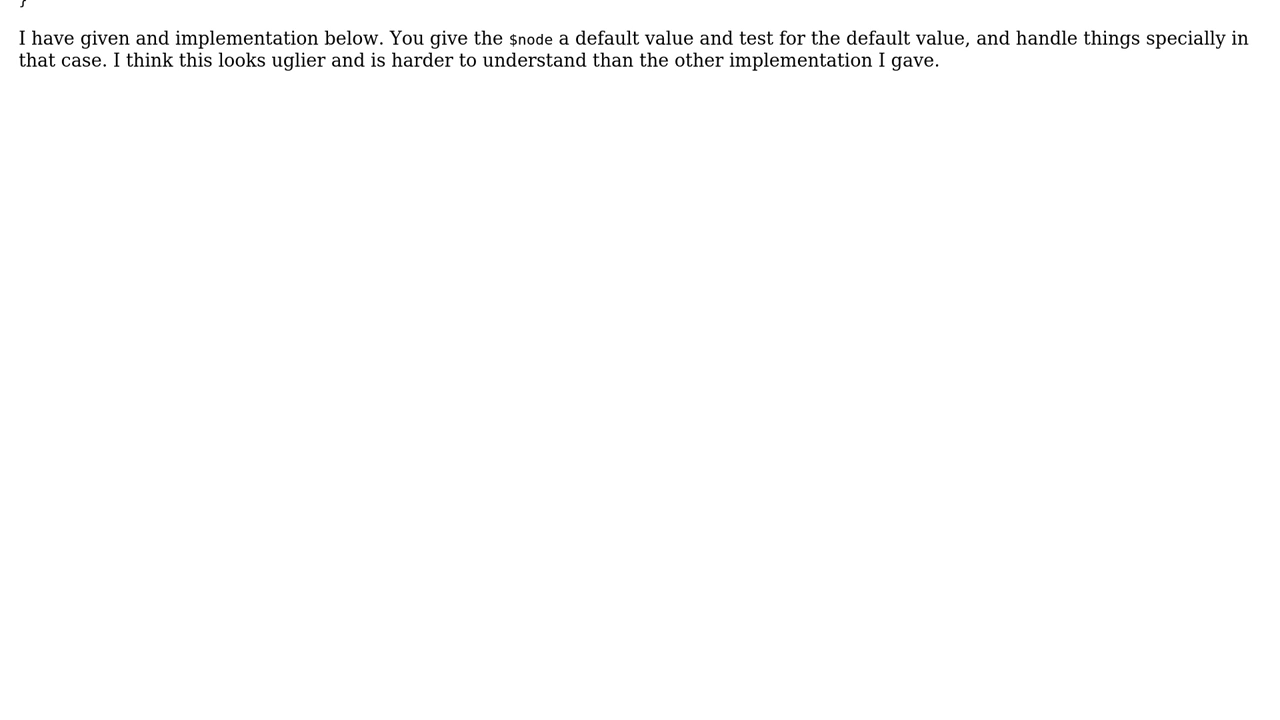 }
I have given and implementation below. You give the $node a default value and test for the default value, and handle things specially in
that case. I think this looks uglier and is harder to understand than the other implementation I gave.